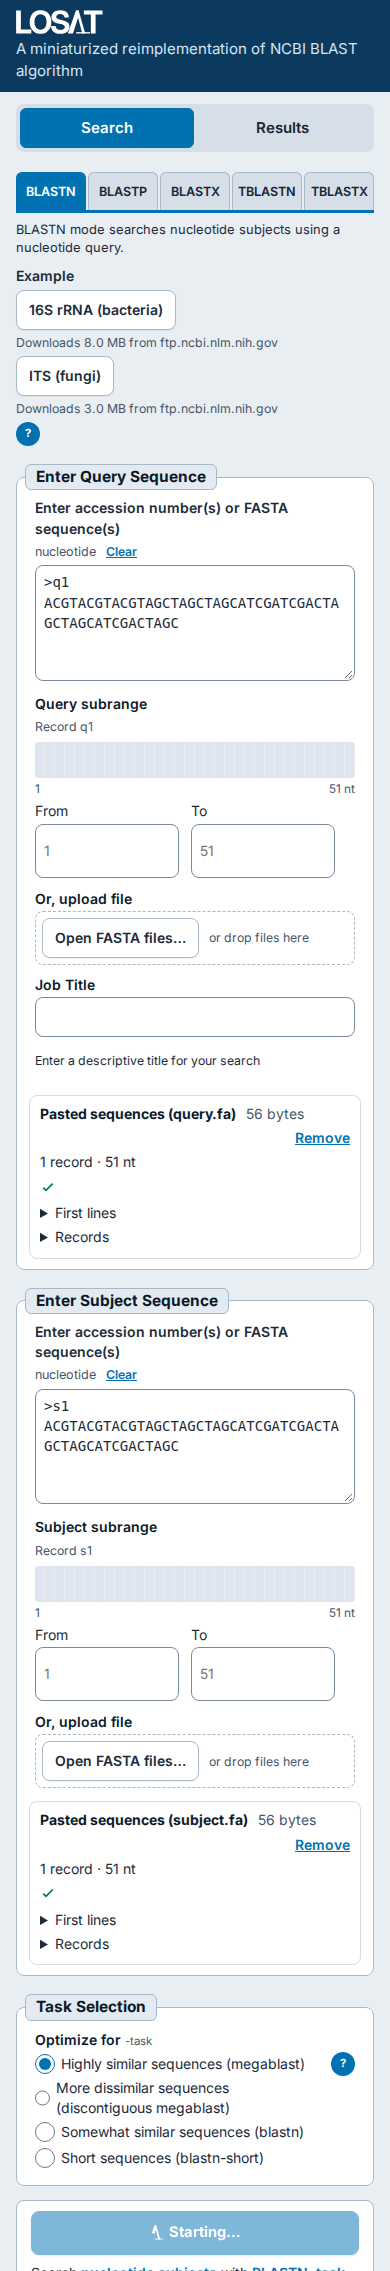 LOSAT
A miniaturized reimplementation of NCBI BLAST
algorithm
Search
Results
BLASTN
BLASTP
BLASTX
TBLASTN
TBLASTX
BLASTN mode searches nucleotide subjects using a
nucleotide query.
Example
16S rRNA (bacteria)
Downloads 8.0 MB from ftp.ncbi.nlm.nih.gov
ITS (fungi)
Downloads 3.0 MB from ftp.ncbi.nlm.nih.gov
?
Enter Query Sequence
Enter accession number(s) or FASTA
sequence(s)
nucleotide Clear
>q1
ACGTACGTACGTAGCTAGCTAGCATCGATCGACTA
GCTAGCATCGACTAGC
Query subrange
Record q1
1 51 nt
From To
1 51
Or, upload file
Open FASTA files... or drop files here
Job Title
Enter a descriptive title for your search
Pasted sequences (query.fa) 56 bytes
Remove
1 record · 51 nt
✓
▶ First lines
▶ Records
Enter Subject Sequence
Enter accession number(s) or FASTA
sequence(s)
nucleotide Clear
>s1
ACGTACGTACGTAGCTAGCTAGCATCGATCGACTA
GCTAGCATCGACTAGC
Subject subrange
Record s1
1 51 nt
From To
1 51
Or, upload file
Open FASTA files... or drop files here
Pasted sequences (subject.fa) 56 bytes
Remove
1 record · 51 nt
✓
▶ First lines
▶ Records
Task Selection
Optimize for -task
Highly similar sequences (megablast) ?
More dissimilar sequences
(discontiguous megablast)
Somewhat similar sequences (blastn)
Short sequences (blastn-short)
Starting...
Search nucleotide subjects with BLASTN, task